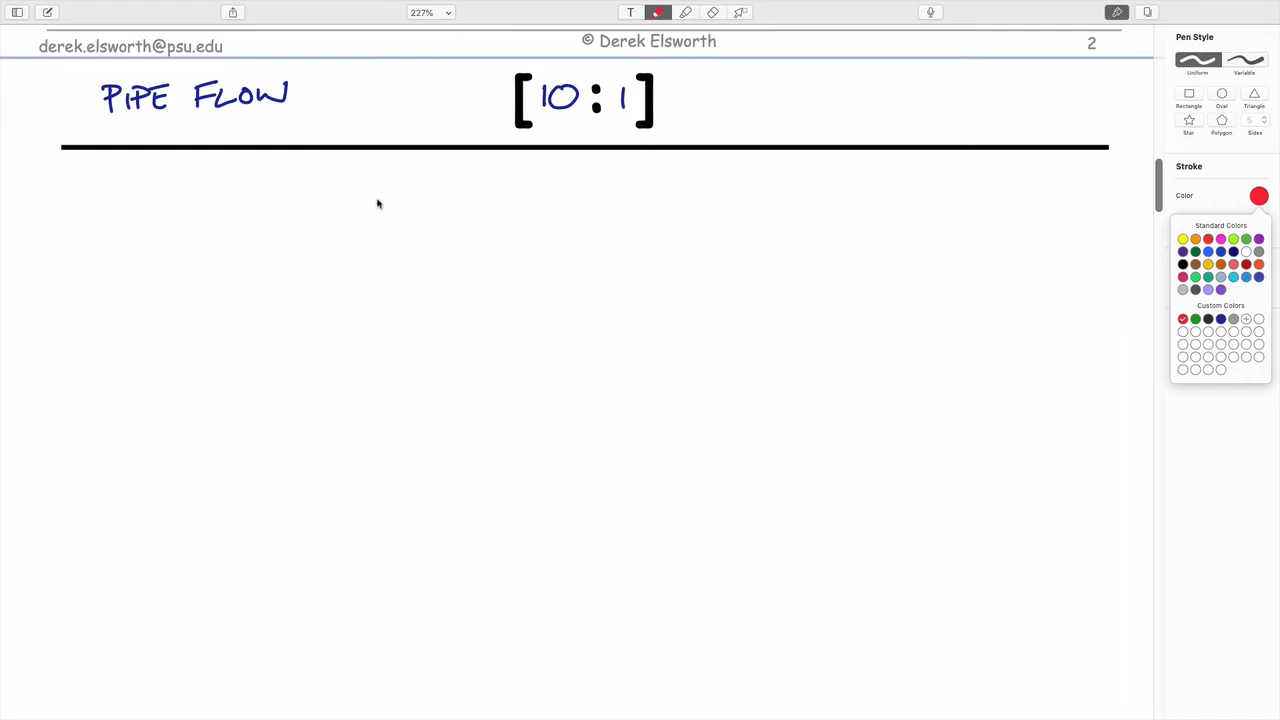 227%
T
derek.elsworth@psu.edu
© Derek Elsworth
2
PIPE FLOW
[10:1]
Pen Style
Uniform
Variable
Rectangle
Oval
Triangle
Star
Polygon
5
Sides
Stroke
Color
Standard Colors
Custom Colors